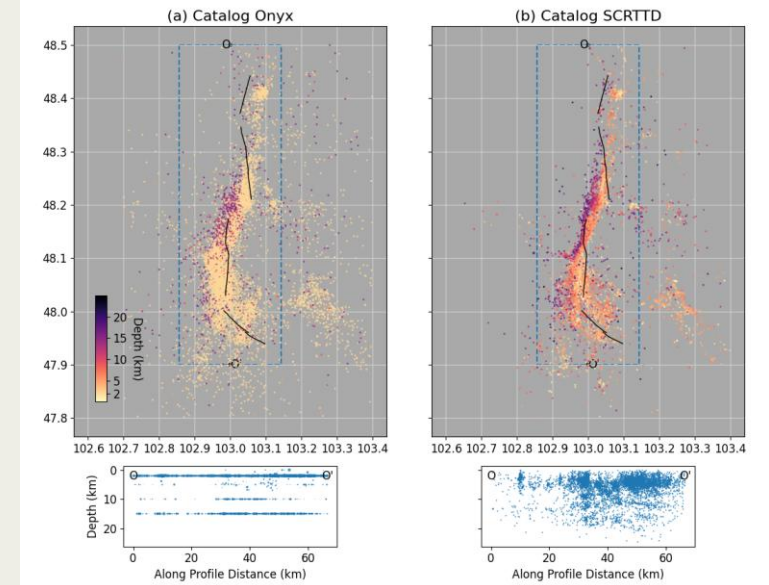 (a) Catalog Onyx
(b) Catalog SCRTTD
48.5
48.4
48.3
48.2
48.1
48.0
47.9
47.8
O
O'
O
O'
20
15
10
5
2
Depth (km)
102.6 102.7 102.8 102.9 103.0 103.1 103.2 103.3 103.4
102.6 102.7 102.8 102.9 103.0 103.1 103.2 103.3 103.4
0
10
20
Depth (km)
O
O'
O
O'
0 20 40 60
0 20 40 60
Along Profile Distance (km)
Along Profile Distance (km)